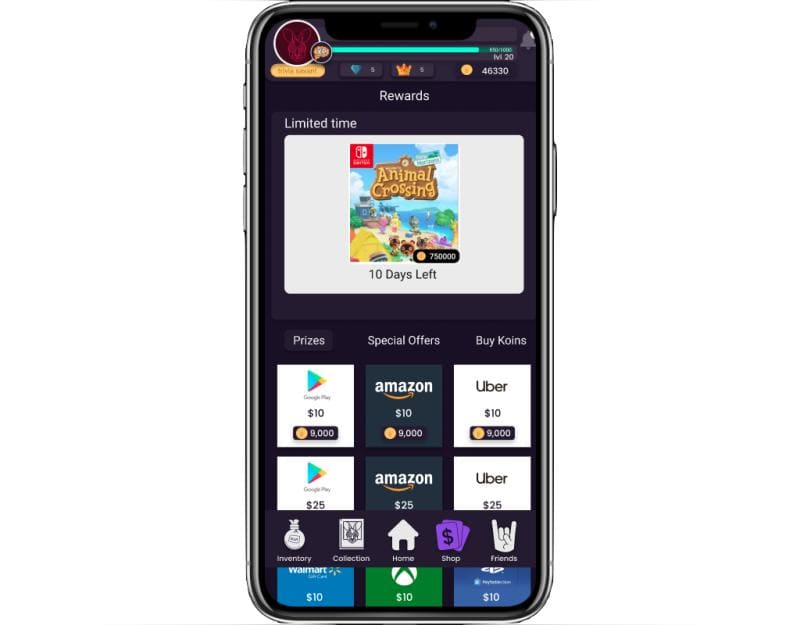 950/1000
lvl 20
trivia savant
5
5
46330
Rewards
Limited time
NINTENDO
SWITCH
Animal
Crossing
750000
10 Days Left
Prizes
Special Offers
Buy Koins
Google Play
amazon
Uber
$10
$10
$10
9,000
9,000
9,000
Google Play
amazon
Uber
$25
$25
$25
$
Inventory
Collection
Home
Shop
Friends
Walmart
Gift Card
PlayStation
$10
$10
$10